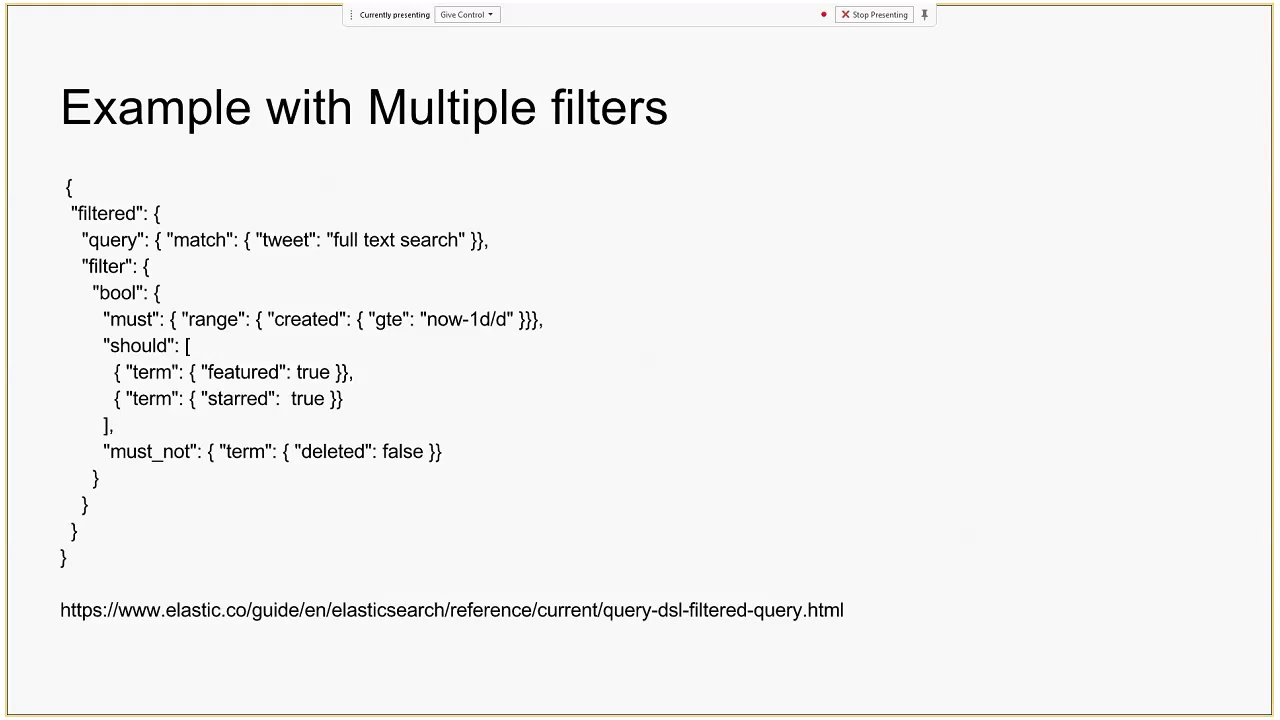 Currently presenting Give Control Stop Presenting
Example with Multiple filters
{
"filtered": {
"query": { "match": { "tweet": "full text search" }},
"filter": {
"bool": {
"must": { "range": { "created": { "gte": "now-1d/d" }}},
"should": [
{ "term": { "featured": true }},
{ "term": { "starred":  true }}
],
"must_not": { "term": { "deleted": false }}
}
}
}
}
https://www.elastic.co/guide/en/elasticsearch/reference/current/query-dsl-filtered-query.html